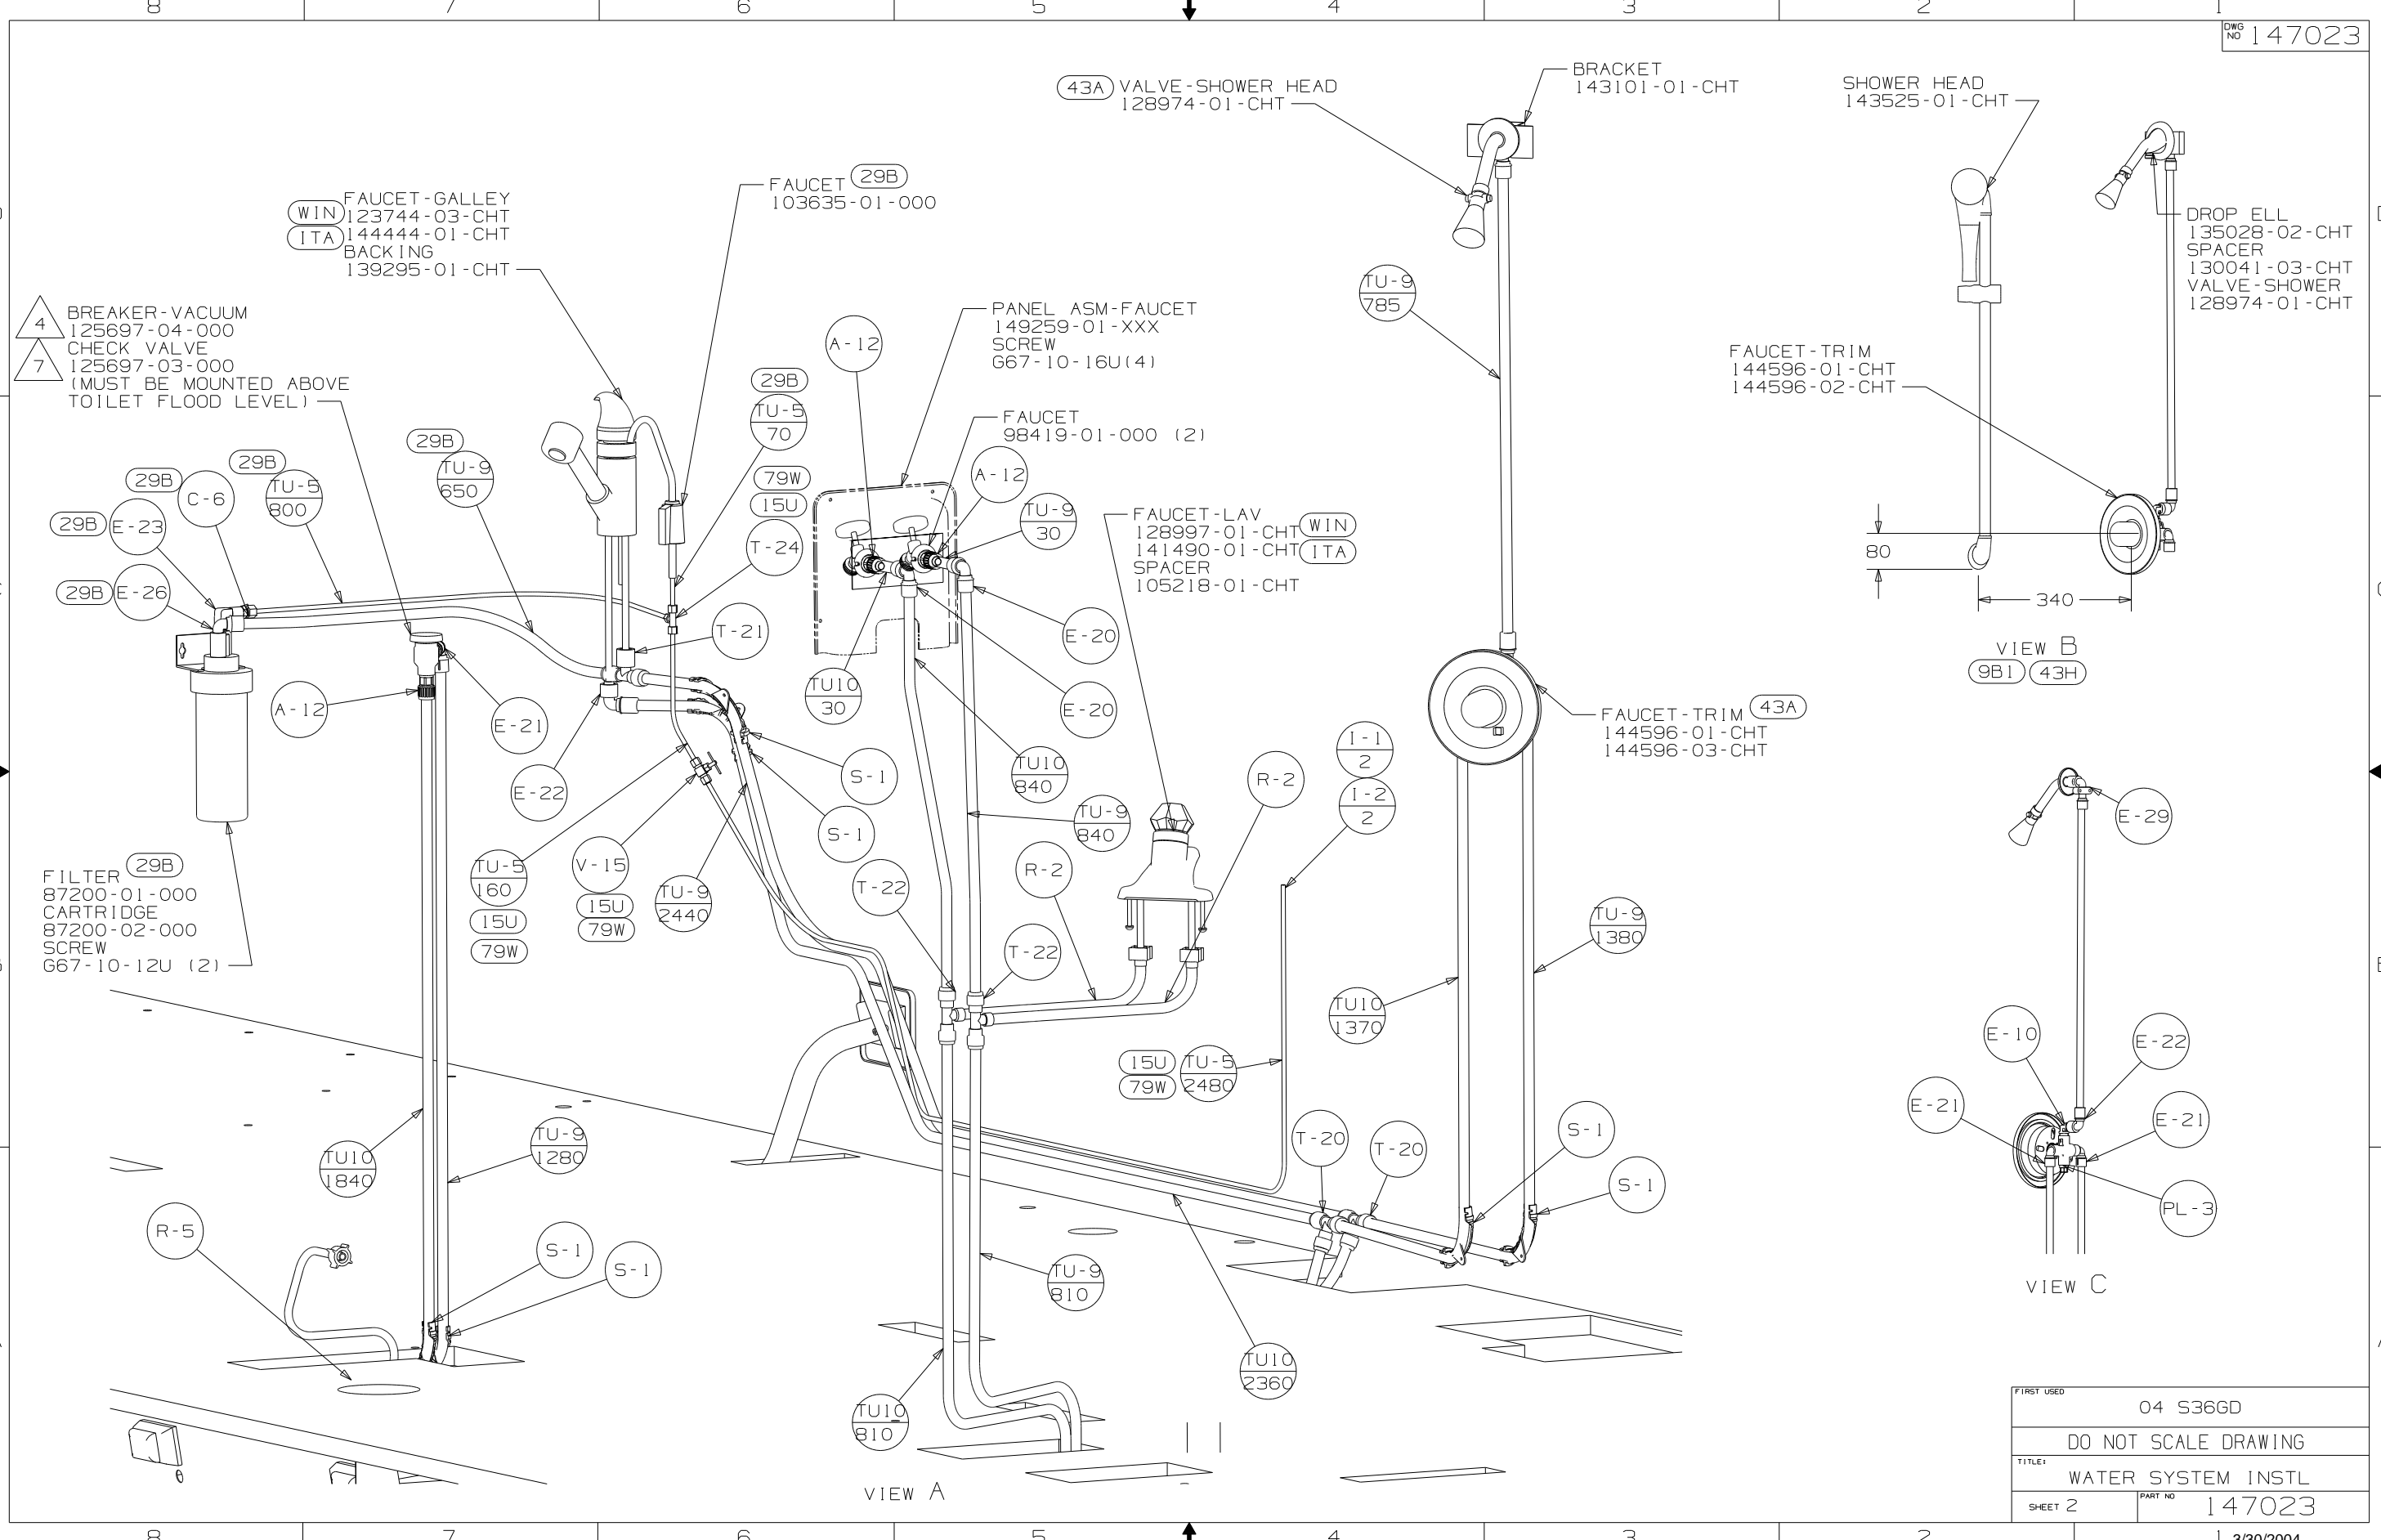 8 7 6 5 4 3 2 1
DWG NO 147023
43A VALVE-SHOWER HEAD
128974-01-CHT
BRACKET
143101-01-CHT
SHOWER HEAD
143525-01-CHT
FAUCET 29B
103635-01-000
FAUCET-GALLEY
WIN 123744-03-CHT
ITA 144444-01-CHT
BACKING
139295-01-CHT
DROP ELL
135028-02-CHT
SPACER
130041-03-CHT
VALVE-SHOWER
128974-01-CHT
4 BREAKER-VACUUM
125697-04-000
7 CHECK VALVE
125697-03-000
(MUST BE MOUNTED ABOVE
TOILET FLOOD LEVEL)
PANEL ASM-FAUCET
149259-01-XXX
SCREW
G67-10-16U(4)
TU-9
785
A-12
FAUCET-TRIM
144596-01-CHT
144596-02-CHT
29B
TU-5
70
FAUCET
98419-01-000 (2)
29B
TU-9
650
29B
TU-5
800
29B
C-6
29B E-23
29B E-26
79W
15U
T-24
A-12
TU-9
30
FAUCET-LAV
128997-01-CHT WIN
141490-01-CHT ITA
SPACER
105218-01-CHT
80
340
VIEW B
9B1 43H
T-21
E-20
TU10
30
E-20
A-12
E-21
E-22
S-1
S-1
TU10
840
I-1
2
I-2
2
R-2
FAUCET-TRIM 43A
144596-01-CHT
144596-03-CHT
E-29
TU-9
840
FILTER 29B
87200-01-000
CARTRIDGE
87200-02-000
SCREW
G67-10-12U (2)
TU-5
160
15U
79W
V-15
15U
79W
TU-9
2440
T-22
R-2
T-22
TU-9
1380
TU10
1370
15U
79W
TU-5
2480
E-10
E-22
E-21
E-21
PL-3
VIEW C
TU-9
1280
TU10
1840
T-20
T-20
S-1
S-1
R-5
S-1
S-1
TU-9
810
TU10
2360
TU10
810
VIEW A
FIRST USED
04 S36GD
DO NOT SCALE DRAWING
TITLE:
WATER SYSTEM INSTL
SHEET 2 PART NO 147023
8 7 6 5 4 3 2 1
3/30/2004